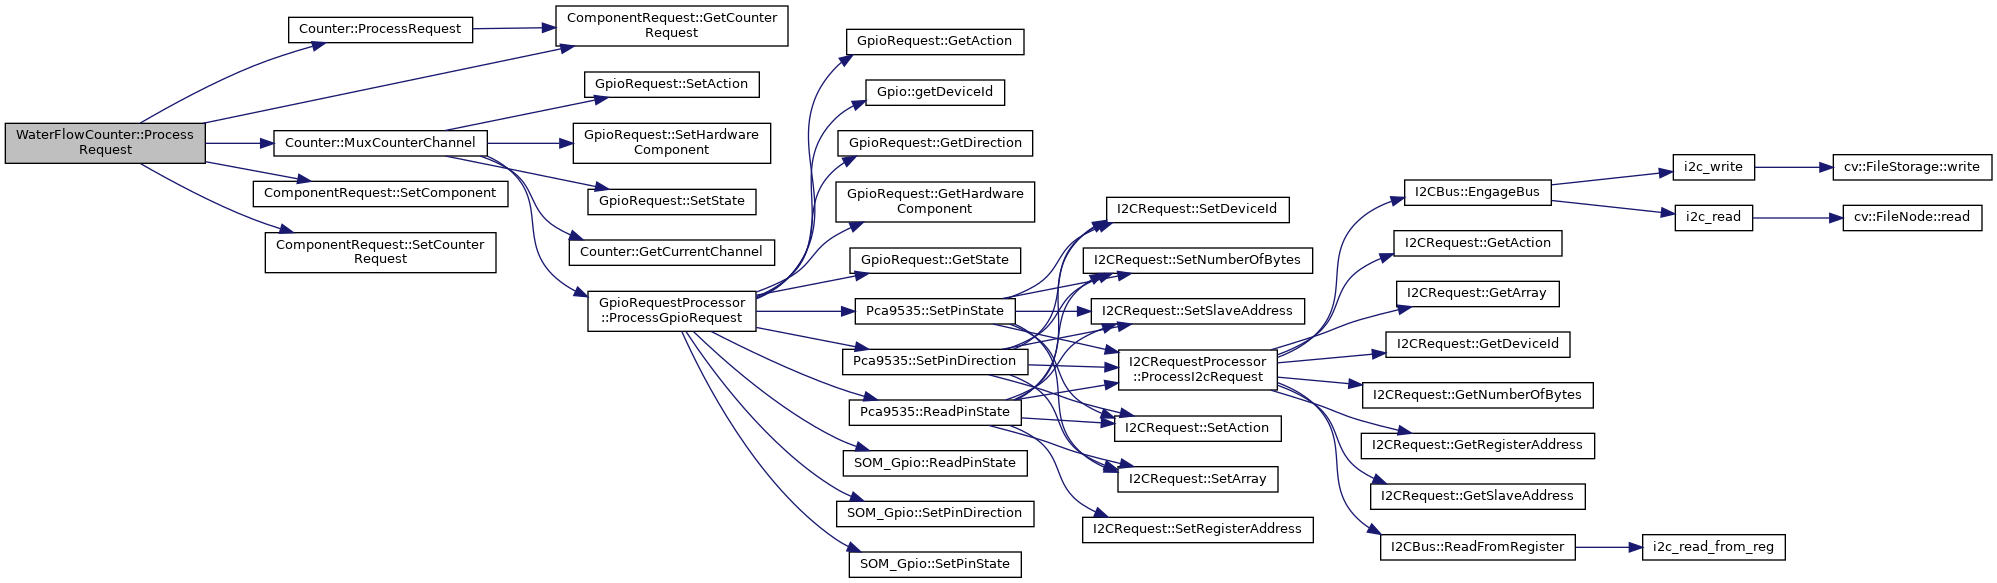 WaterFlowCounter::Process
Request
Counter::ProcessRequest
ComponentRequest::GetCounter
Request
Counter::MuxCounterChannel
GpioRequest::SetAction
GpioRequest::SetHardware
Component
GpioRequest::SetState
Counter::GetCurrentChannel
ComponentRequest::SetComponent
ComponentRequest::SetCounter
Request
GpioRequestProcessor
::ProcessGpioRequest
GpioRequest::GetAction
Gpio::getDeviceId
GpioRequest::GetDirection
GpioRequest::GetHardware
Component
GpioRequest::GetState
Pca9535::SetPinState
Pca9535::SetPinDirection
Pca9535::ReadPinState
SOM_Gpio::ReadPinState
SOM_Gpio::SetPinDirection
SOM_Gpio::SetPinState
I2CRequest::SetDeviceId
I2CRequest::SetNumberOfBytes
I2CRequest::SetSlaveAddress
I2CRequestProcessor
::ProcessI2cRequest
I2CRequest::SetAction
I2CRequest::SetArray
I2CRequest::SetRegisterAddress
I2CBus::EngageBus
I2CRequest::GetAction
I2CRequest::GetArray
I2CRequest::GetDeviceId
I2CRequest::GetNumberOfBytes
I2CRequest::GetRegisterAddress
I2CRequest::GetSlaveAddress
I2CBus::ReadFromRegister
i2c_write
i2c_read
i2c_read_from_reg
cv::FileStorage::write
cv::FileNode::read